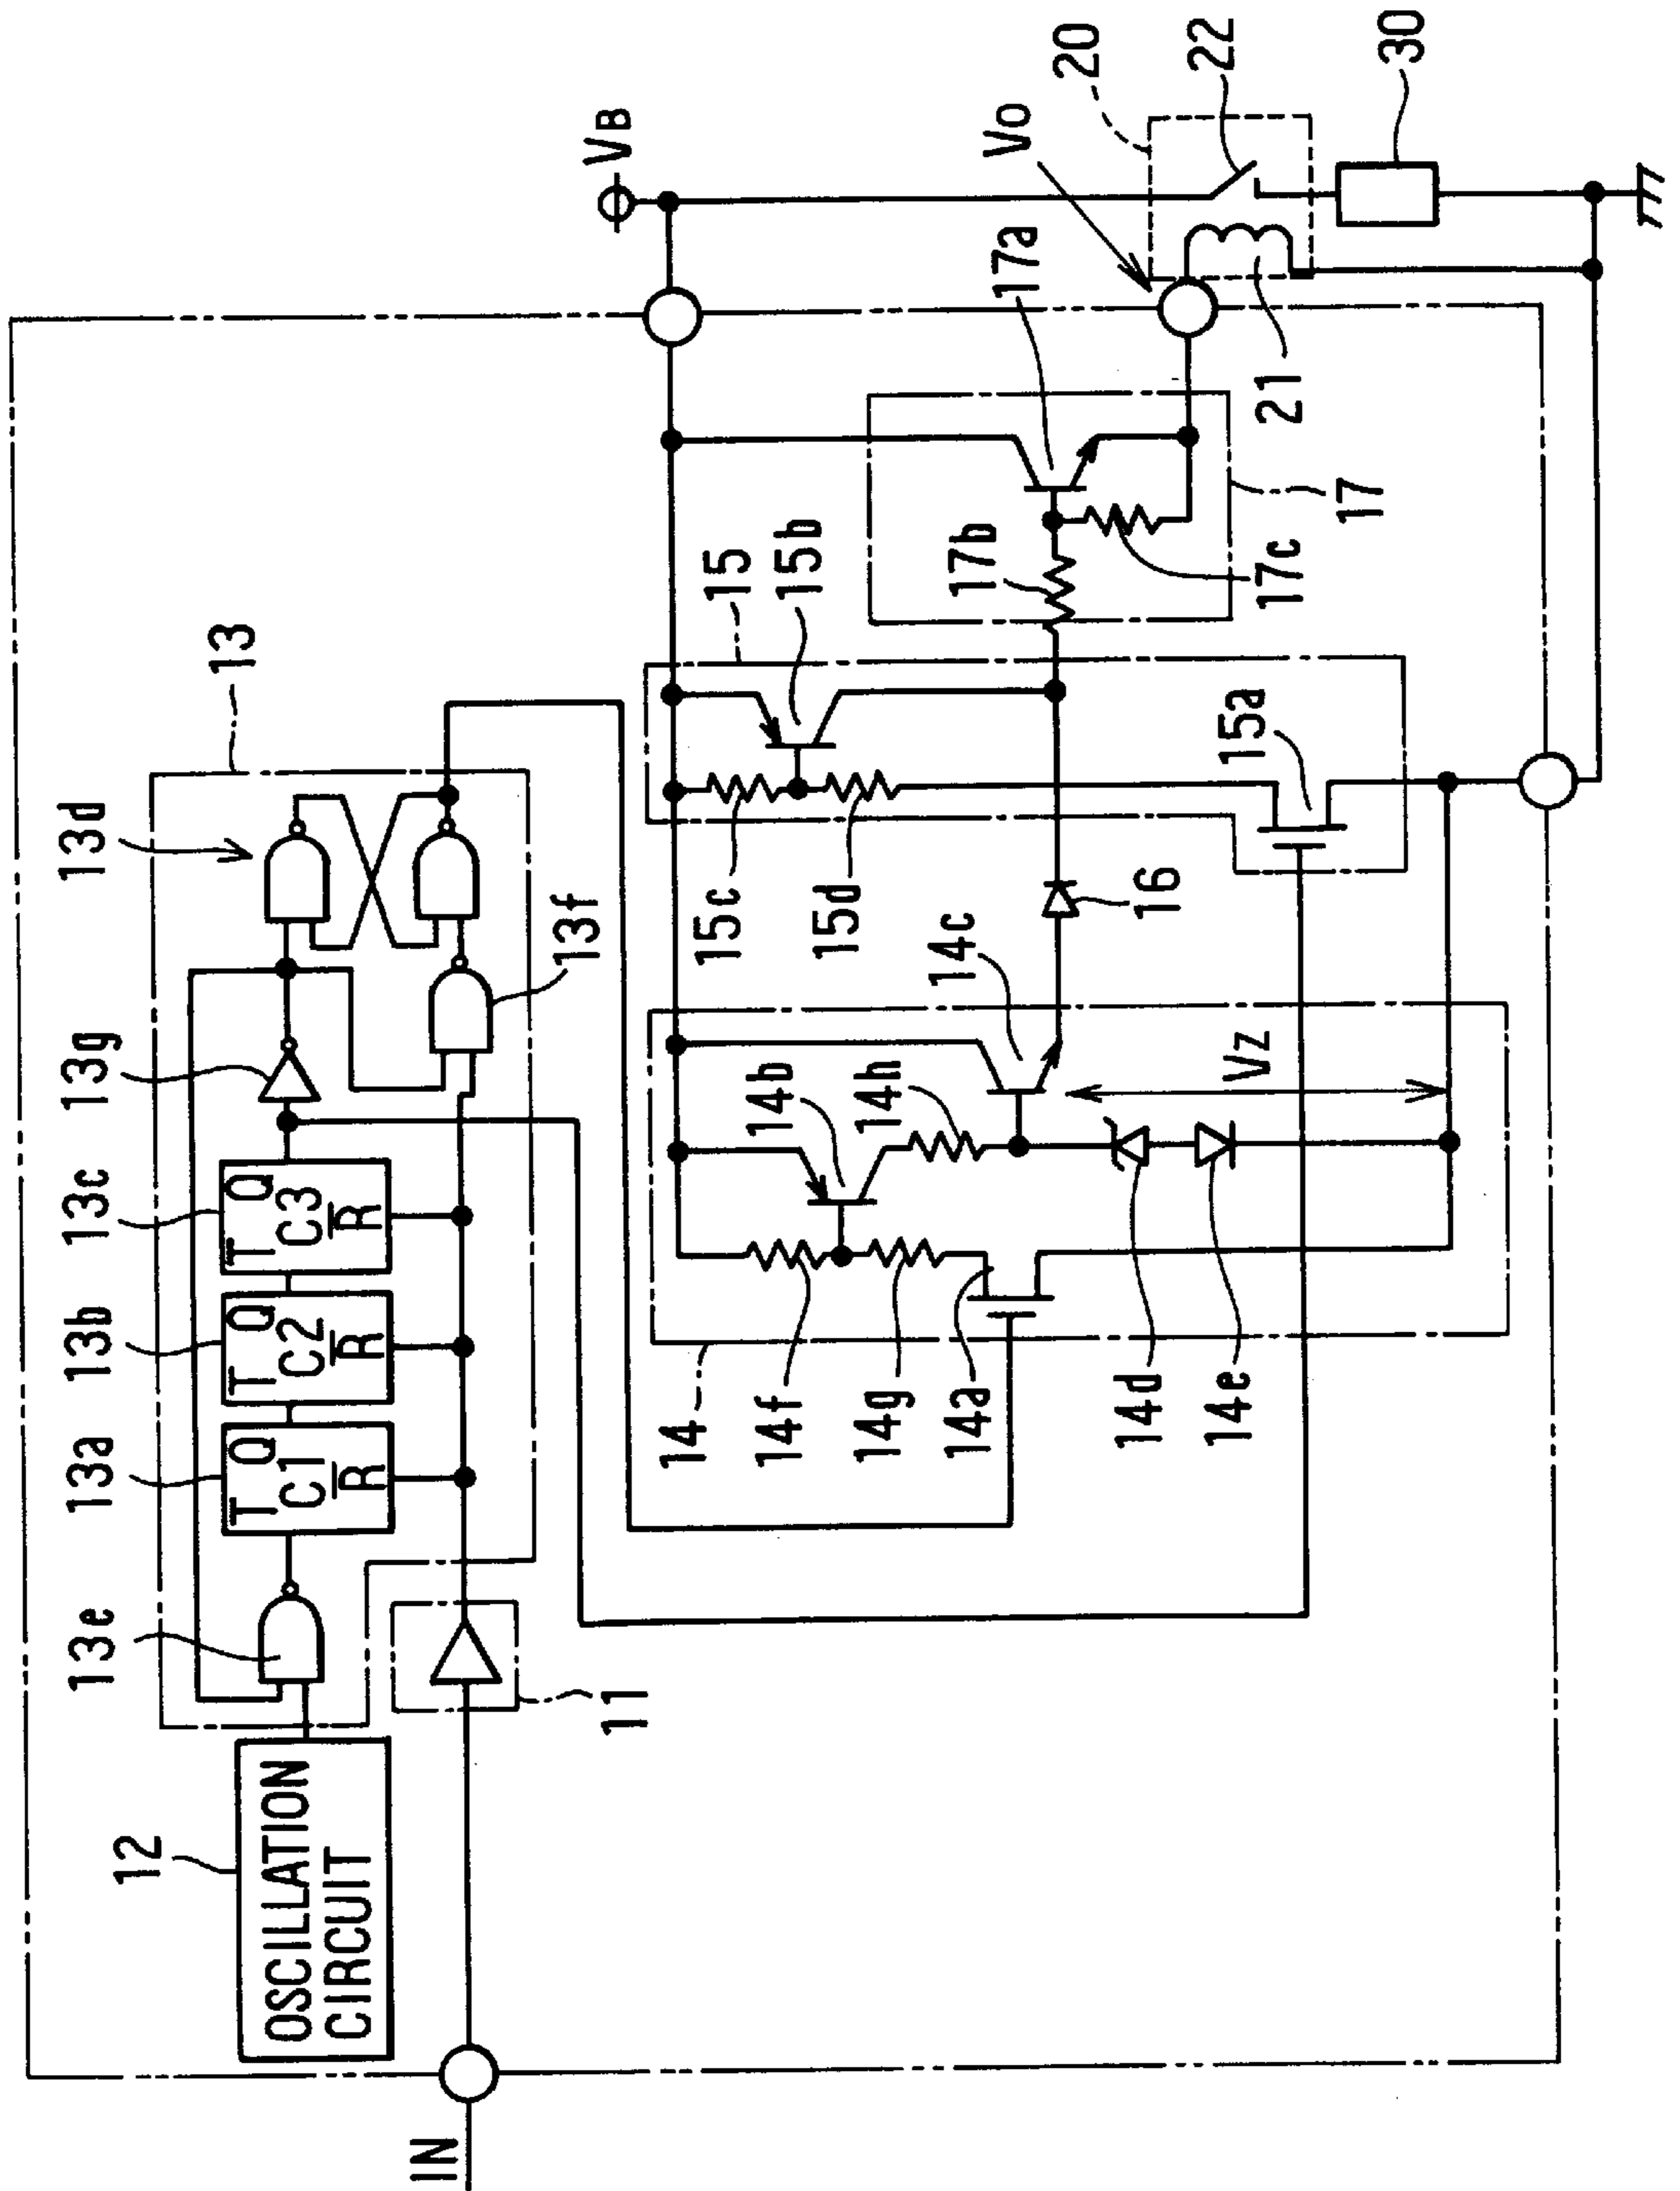 IN
12
OSCILLATION
CIRCUIT
11
13
13e
13a
13b
13c
13g
13d
13f
T Q
C1
R̅
T Q
C2
R̅
T Q
C3
R̅
14
14f
14g
14a
14b
14h
14c
14d
14e
VZ
16
15
15b
15c
15d
15a
17
17a
17b
17c
VB
VO
20
21
22
30